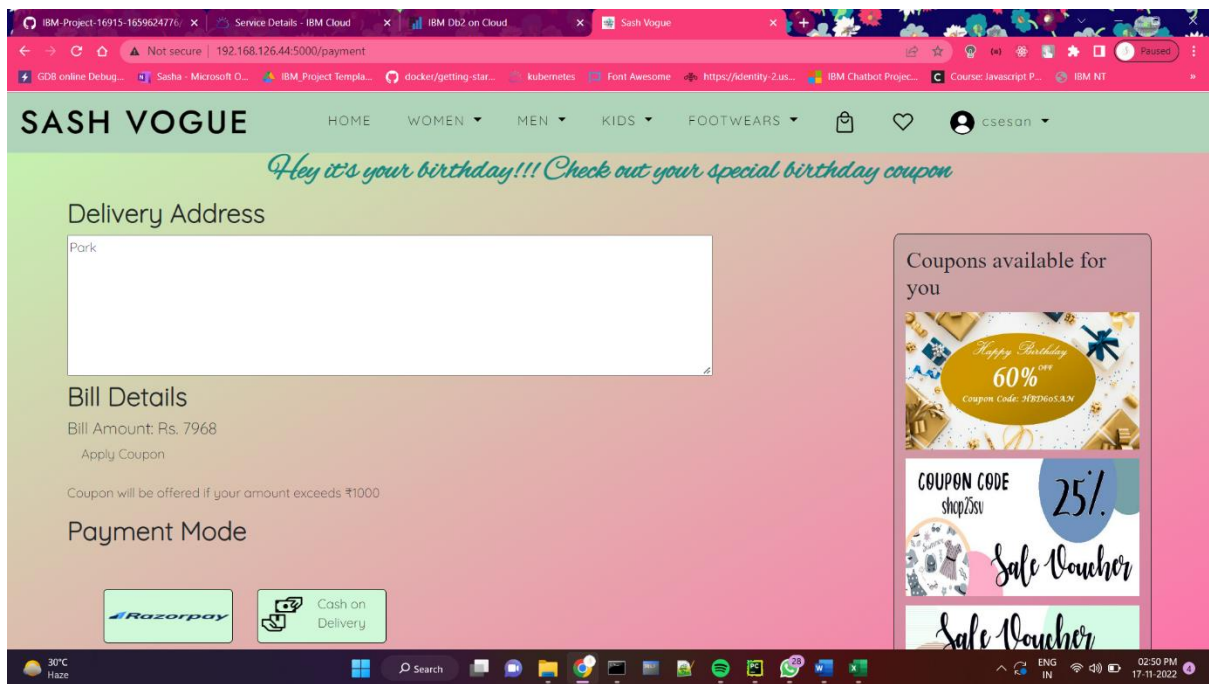 IBM-Project-16915-1659624776/
Service Details - IBM Cloud
IBM Db2 on Cloud
Sash Vogue
Not secure | 192.168.126.44:5000/payment
Paused
GDB online Debug...
Sasha - Microsoft O...
IBM_Project Templa...
docker/getting-star...
kubernetes
Font Awesome
https://identity-2.us...
IBM Chatbot Projec...
Course: Javascript P...
IBM NT
SASH VOGUE
HOME
WOMEN
MEN
KIDS
FOOTWEARS
csesan
Hey it's your birthday!!! Check out your special birthday coupon
Delivery Address
Park
Bill Details
Bill Amount: Rs. 7968
Apply Coupon
Coupon will be offered if your amount exceeds ₹1000
Payment Mode
Razorpay
Cash on
Delivery
Coupons available for
you
Happy Birthday
60% OFF
Coupon Code: HBD60SAN
COUPON CODE
shop25sv
25%
Sale Voucher
Sale Voucher
30°C
Haze
Search
28
ENG
IN
02:50 PM
17-11-2022
4